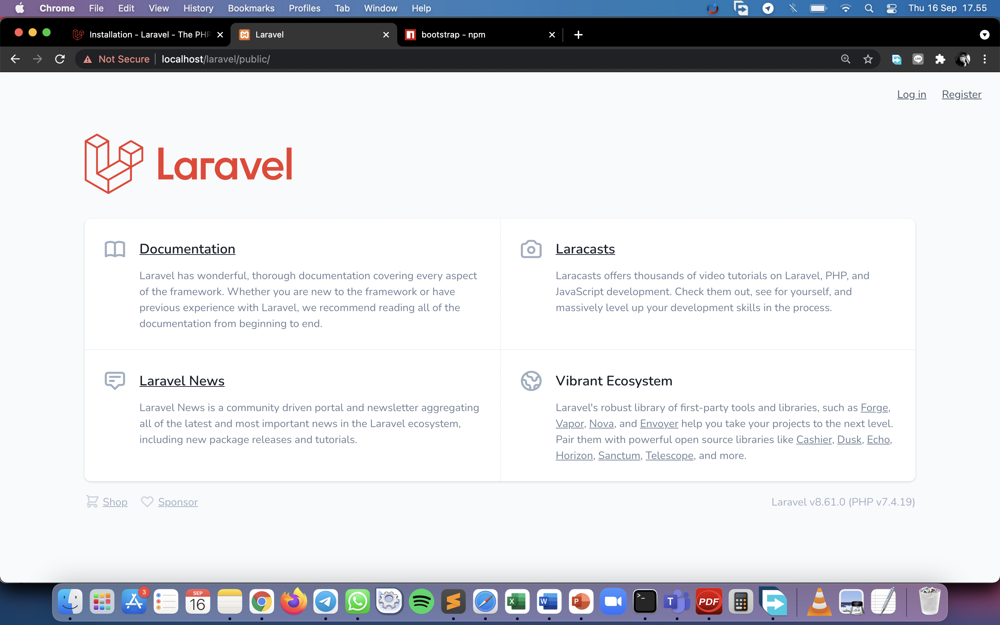 Chrome File Edit View History Bookmarks Profiles Tab Window Help Thu 16 Sep 17.55
Installation - Laravel - The PHP Laravel bootstrap - npm
Not Secure localhost/laravel/public/
LINE
Log in Register
Laravel
Documentation
Laravel has wonderful, thorough documentation covering every aspect
of the framework. Whether you are new to the framework or have
previous experience with Laravel, we recommend reading all of the
documentation from beginning to end.
Laracasts
Laracasts offers thousands of video tutorials on Laravel, PHP, and
JavaScript development. Check them out, see for yourself, and
massively level up your development skills in the process.
Laravel News
Laravel News is a community driven portal and newsletter aggregating
all of the latest and most important news in the Laravel ecosystem,
including new package releases and tutorials.
Vibrant Ecosystem
Laravel's robust library of first-party tools and libraries, such as Forge,
Vapor, Nova, and Envoyer help you take your projects to the next level.
Pair them with powerful open source libraries like Cashier, Dusk, Echo,
Horizon, Sanctum, Telescope, and more.
Shop Sponsor Laravel v8.61.0 (PHP v7.4.19)
3 SEP
16 X W P >_ T PDF